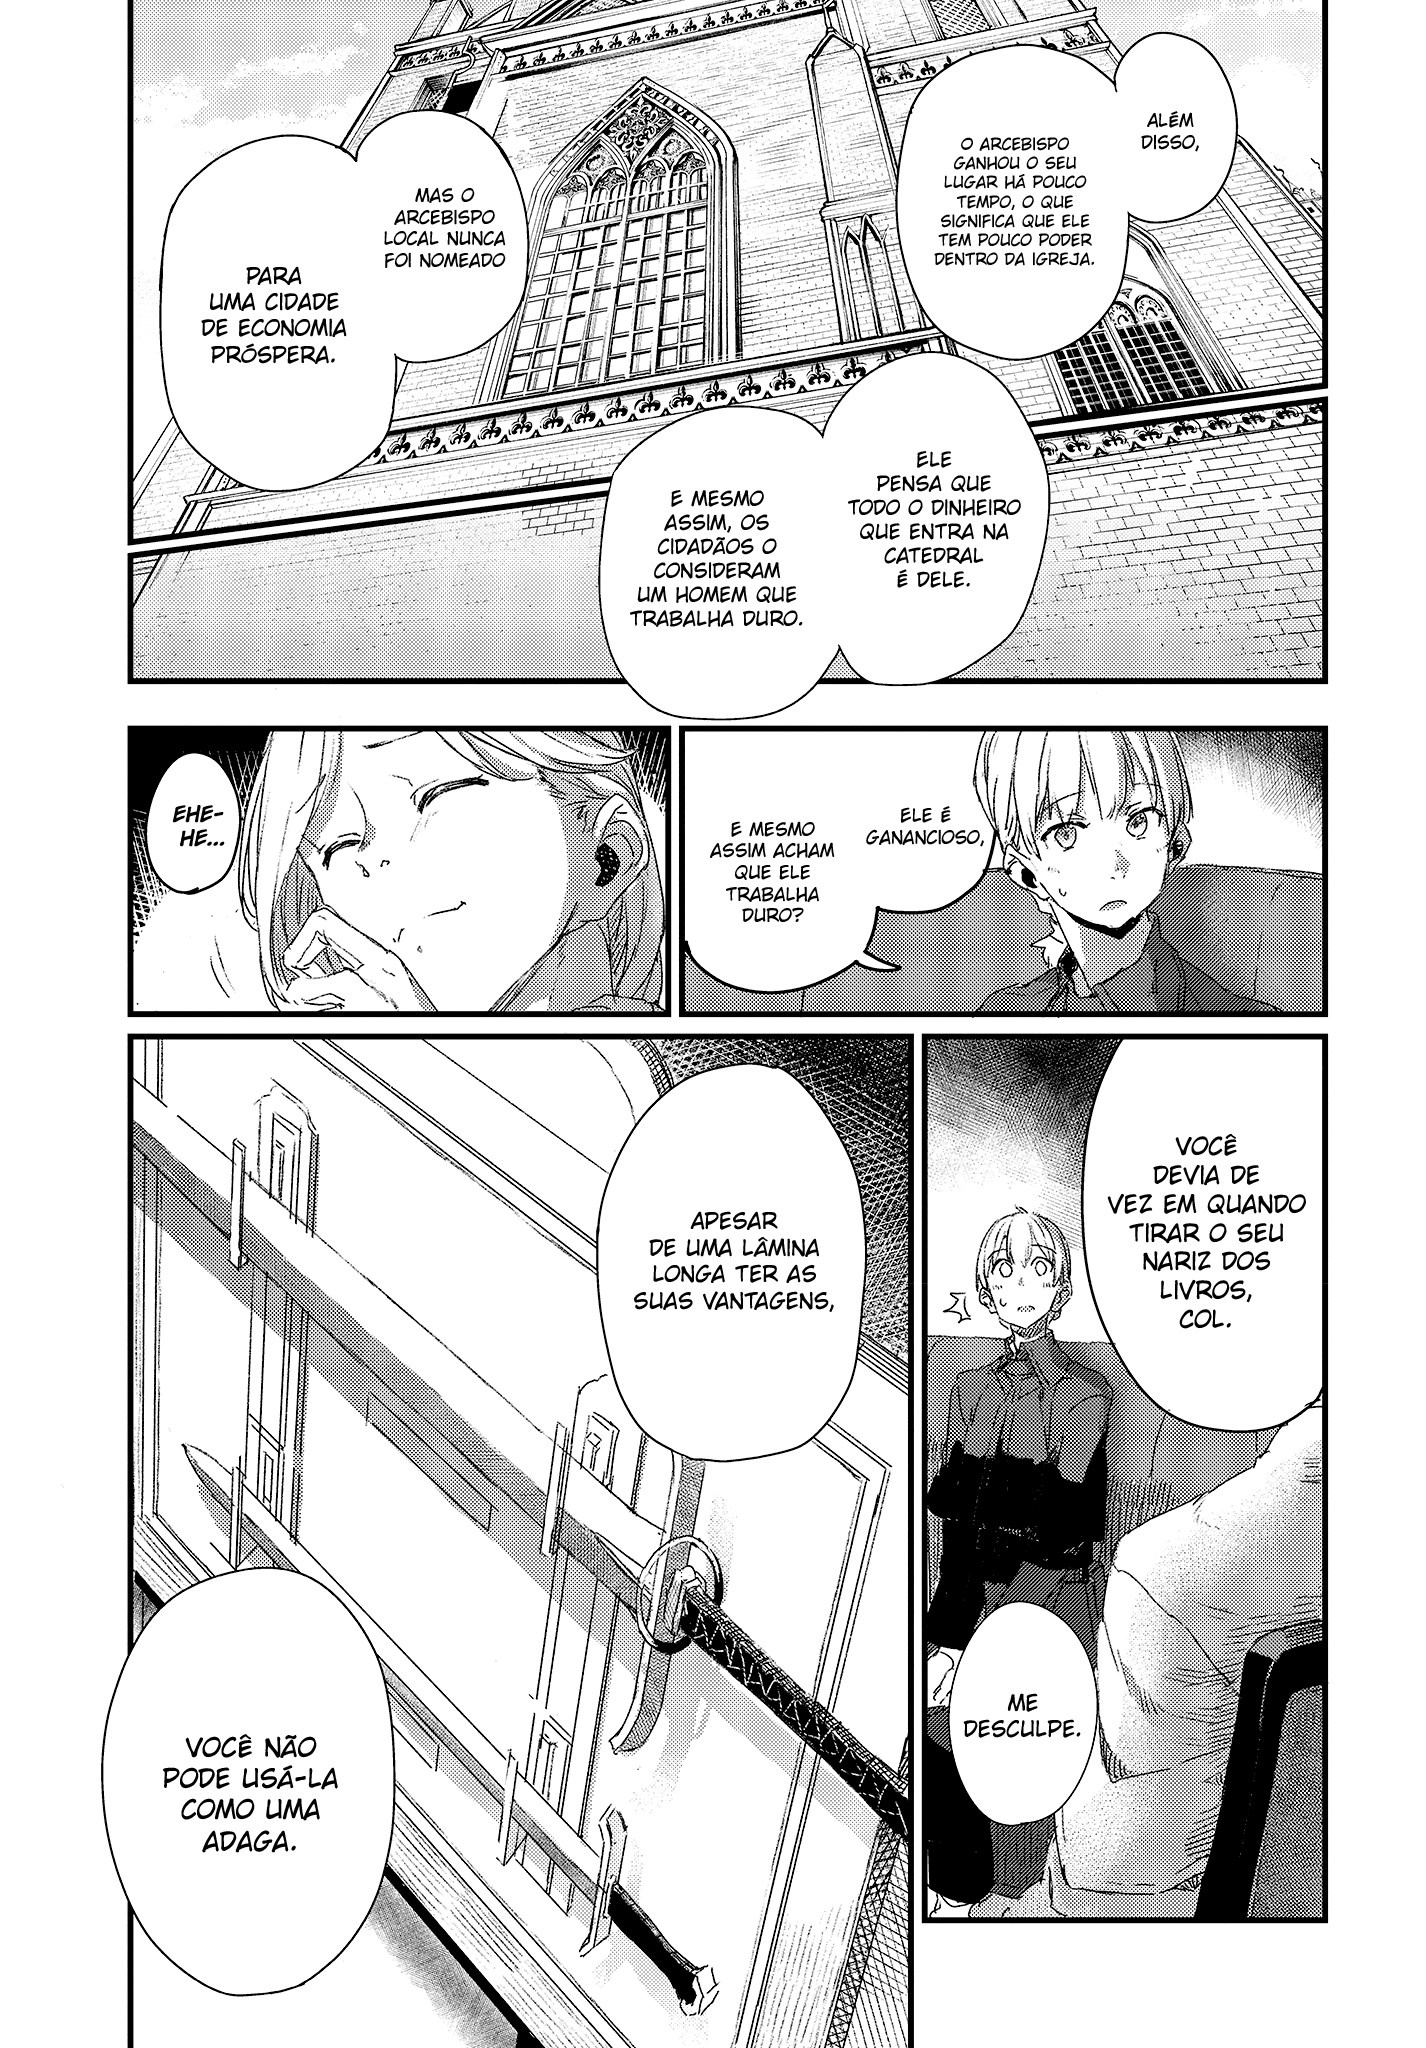 ALÉM
DISSO,
O ARCEBISPO
GANHOU O SEU
LUGAR HÁ POUCO
TEMPO, O QUE
SIGNIFICA QUE ELE
TEM POUCO PODER
DENTRO DA IGREJA.
MAS O
ARCEBISPO
LOCAL NUNCA
FOI NOMEADO
PARA
UMA CIDADE
DE ECONOMIA
PRÓSPERA.
ELE
PENSA QUE
TODO O DINHEIRO
QUE ENTRA NA
CATEDRAL
É DELE.
E MESMO
ASSIM, OS
CIDADÃOS O
CONSIDERAM
UM HOMEM QUE
TRABALHA DURO.
ELE É
GANANCIOSO,
E MESMO
ASSIM ACHAM
QUE ELE
TRABALHA
DURO?
EHE-
HE...
VOCÊ
DEVIA DE
VEZ EM QUANDO
TIRAR O SEU
NARIZ DOS
LIVROS,
COL.
ME
DESCULPE.
APESAR
DE UMA LÂMINA
LONGA TER AS
SUAS VANTAGENS,
VOCÊ NÃO
PODE USÁ-LA
COMO UMA
ADAGA.